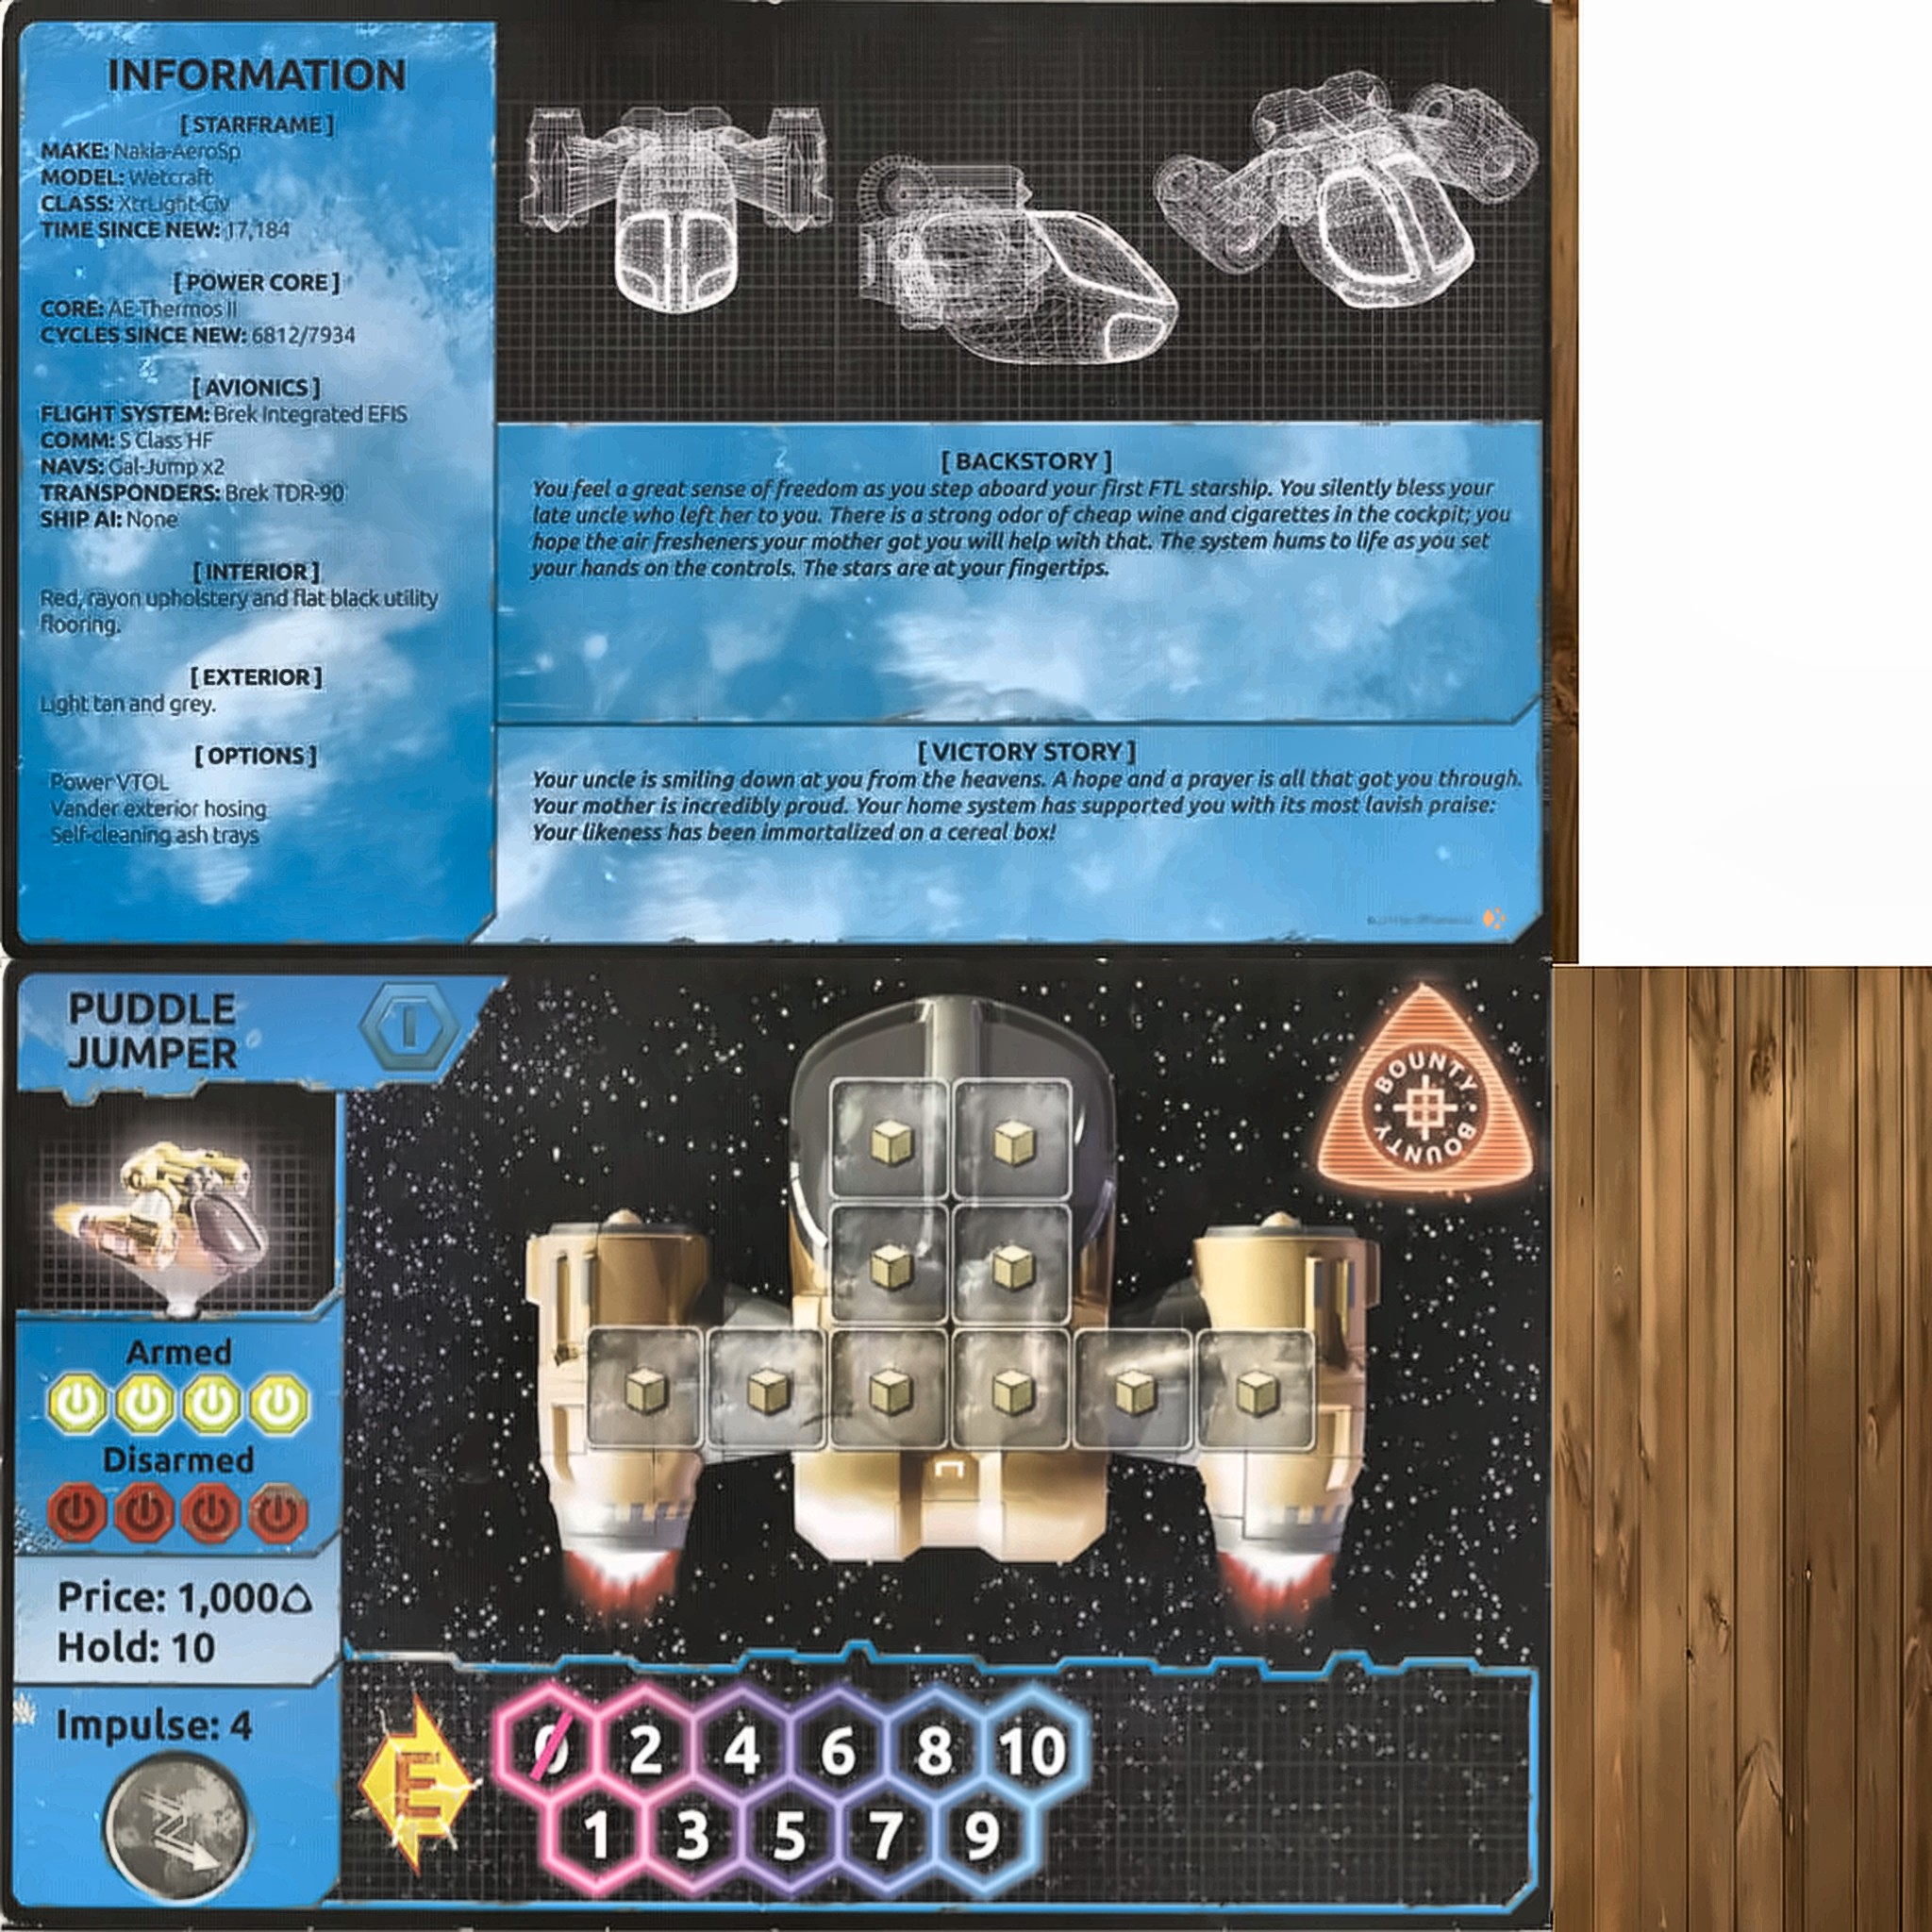 INFORMATION
[ STARFRAME ]
MAKE: Nakia-AeroSp
MODEL: Wetcraft
CLASS: XtrLight-Civ
TIME SINCE NEW: 17,184
[ POWER CORE ]
CORE: AE-Thermos II
CYCLES SINCE NEW: 6812/7934
[ AVIONICS ]
FLIGHT SYSTEM: Brek Integrated EFIS
COMM: S Class HF
NAVS: Gal-Jump x2
TRANSPONDERS: Brek TDR-90
SHIP AI: None
[ INTERIOR ]
Red, rayon upholstery and flat black utility
flooring.
[ EXTERIOR ]
Light tan and grey.
[ OPTIONS ]
Power VTOL
Vander exterior hosing
Self-cleaning ash trays
[ BACKSTORY ]
You feel a great sense of freedom as you step aboard your first FTL starship. You silently bless your
late uncle who left her to you. There is a strong odor of cheap wine and cigarettes in the cockpit; you
hope the air fresheners your mother got you will help with that. The system hums to life as you set
your hands on the controls. The stars are at your fingertips.
[ VICTORY STORY ]
Your uncle is smiling down at you from the heavens. A hope and a prayer is all that got you through.
Your mother is incredibly proud. Your home system has supported you with its most lavish praise:
Your likeness has been immortalized on a cereal box!
PUDDLE
JUMPER
I
BOUNTY
BOUNTY
Armed
Disarmed
Price: 1,000
Hold: 10
Impulse: 4
N
E
0 2 4 6 8 10
1 3 5 7 9